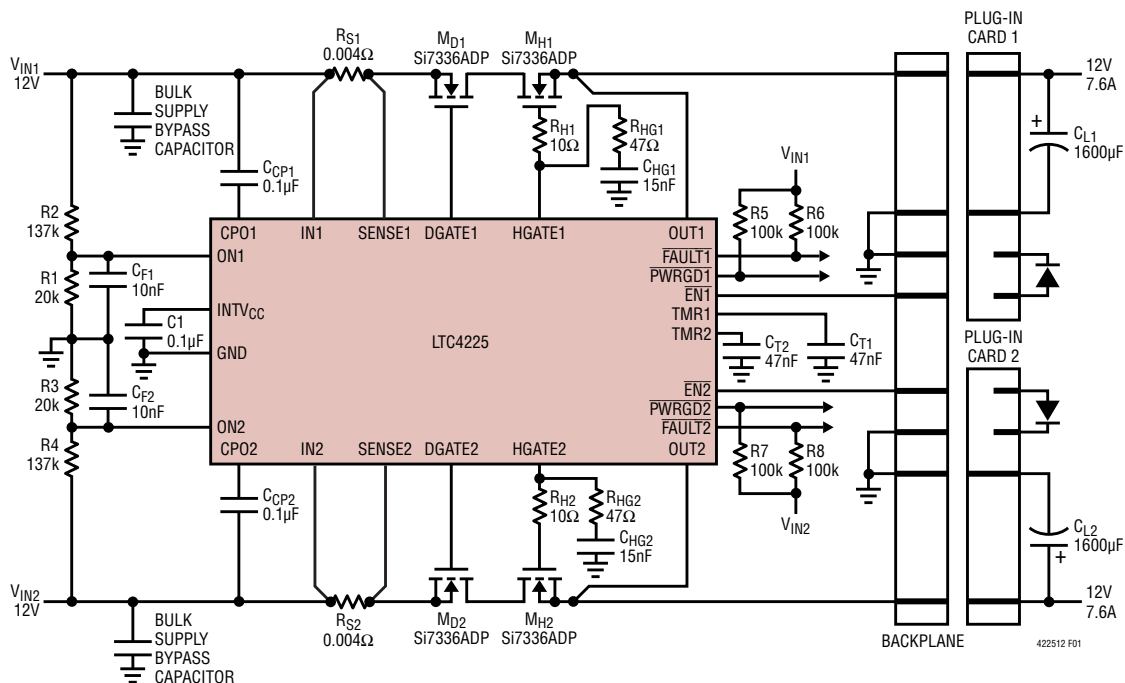 PLUG-IN
CARD 1
RS1
0.004Ω
MD1
Si7336ADP
MH1
Si7336ADP
VIN1
12V
12V
7.6A
BULK
SUPPLY
BYPASS
CAPACITOR
RH1
10Ω
RHG1
47Ω
CHG1
15nF
+
CL1
1600µF
CCP1
0.1µF
VIN1
R2
137k
R5
100k
R6
100k
CPO1
IN1
SENSE1
DGATE1
HGATE1
OUT1
ON1
FAULT1
PWRGD1
EN1
TMR1
TMR2
R1
20k
CF1
10nF
INTVCC
C1
0.1µF
GND
LTC4225
CT2
47nF
CT1
47nF
PLUG-IN
CARD 2
R3
20k
CF2
10nF
EN2
PWRGD2
FAULT2
ON2
CPO2
IN2
SENSE2
DGATE2
HGATE2
OUT2
R4
137k
R7
100k
R8
100k
VIN2
CCP2
0.1µF
RH2
10Ω
RHG2
47Ω
CHG2
15nF
CL2
1600µF
+
VIN2
12V
12V
7.6A
RS2
0.004Ω
MD2
Si7336ADP
MH2
Si7336ADP
BULK
SUPPLY
BYPASS
CAPACITOR
BACKPLANE
422512 F01